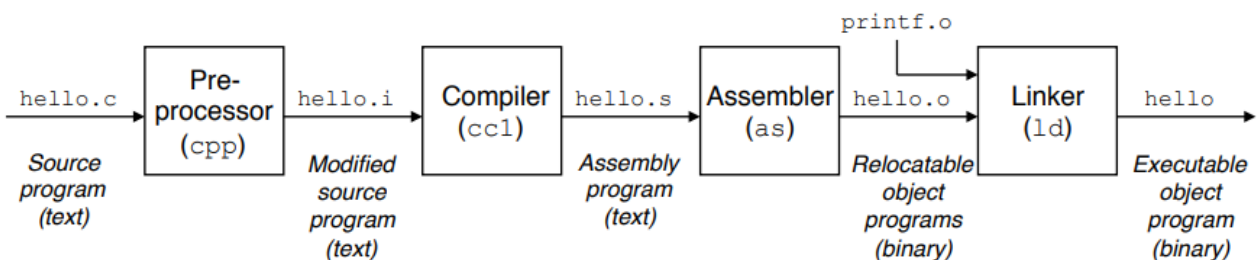 printf.o
hello.c
Pre-
processor
(cpp)
hello.i
Compiler
(cc1)
hello.s
Assembler
(as)
hello.o
Linker
(ld)
hello
Source
program
(text)
Modified
source
program
(text)
Assembly
program
(text)
Relocatable
object
programs
(binary)
Executable
object
program
(binary)